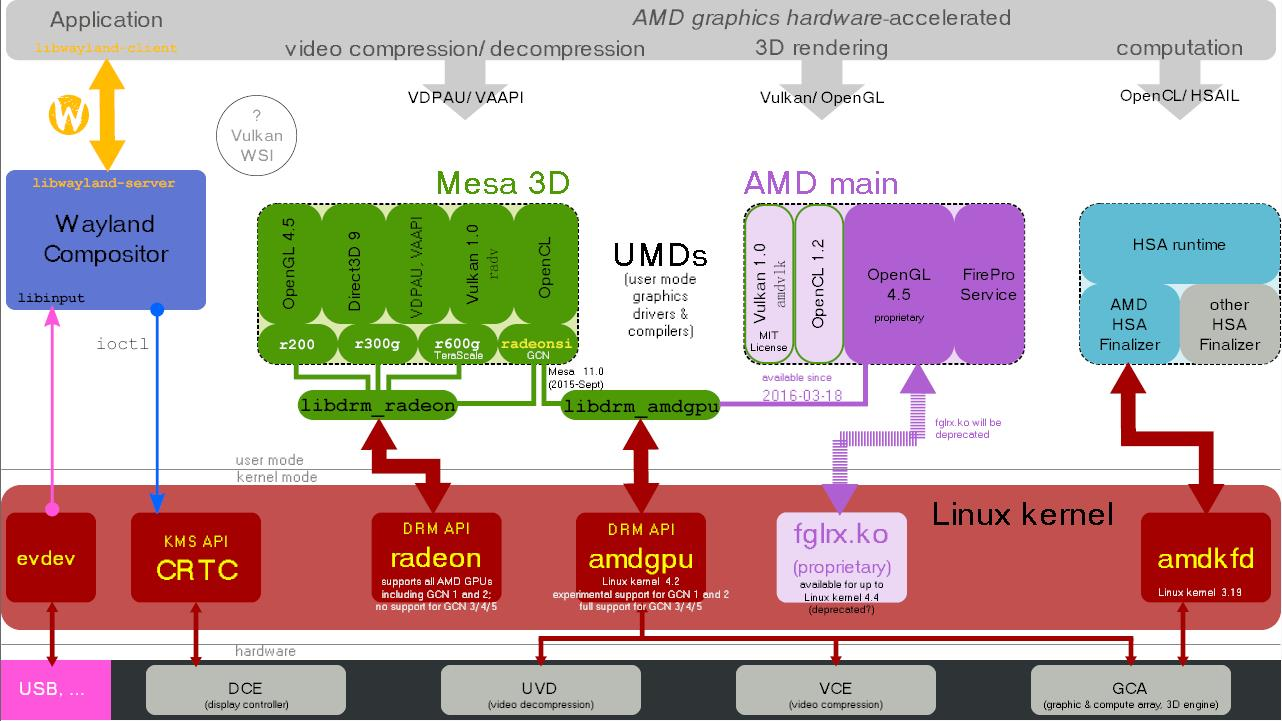 Application
AMD graphics hardware-accelerated
libwayland-client
video compression/ decompression
3D rendering
computation
W
VDPAU/ VAAPI
Vulkan/ OpenGL
OpenCL/ HSAIL
?
Vulkan
WSI
libwayland-server
Wayland
Compositor
libinput
ioctl
Mesa 3D
OpenGL 4.5
Direct3D 9
VDPAU, VAAPI
Vulkan 1.0
radv
OpenCL
r200
r300g
r600g
TeraScale
radeonsi
GCN
Mesa 11.0
(2015-Sept)
libdrm_radeon
libdrm_amdgpu
UMDs
(user mode
graphics
drivers &
compilers)
AMD main
Vulkan 1.0
amdvlk
MIT
License
OpenCL 1.2
OpenGL
4.5
proprietary
FirePro
Service
available since
2016-03-18
fglrx.ko will be
deprecated
HSA runtime
AMD
HSA
Finalizer
other
HSA
Finalizer
user mode
kernel mode
Linux kernel
evdev
KMS API
CRTC
DRM API
radeon
supports all AMD GPUs
including GCN 1 and 2;
no support for GCN 3/4/5
DRM API
amdgpu
Linux kernel 4.2
experimental support for GCN 1 and 2
full support for GCN 3/4/5
fglrx.ko
(proprietary)
available for up to
Linux kernel 4.4
(deprecated?)
amdkfd
Linux kernel 3.19
hardware
USB, ...
DCE
(display controller)
UVD
(video decompression)
VCE
(video compression)
GCA
(graphic & compute array, 3D engine)